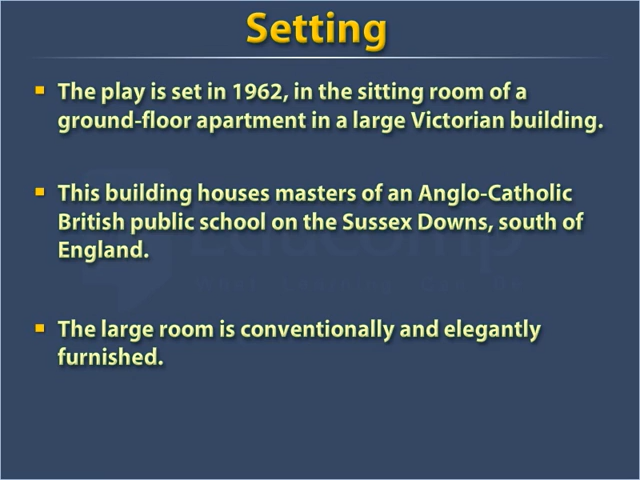 Setting
The play is set in 1962, in the sitting room of a
ground-floor apartment in a large Victorian building.
This building houses masters of an Anglo-Catholic
British public school on the Sussex Downs, south of
England.
Educomp
The large room is conventionally and elegantly
furnished.